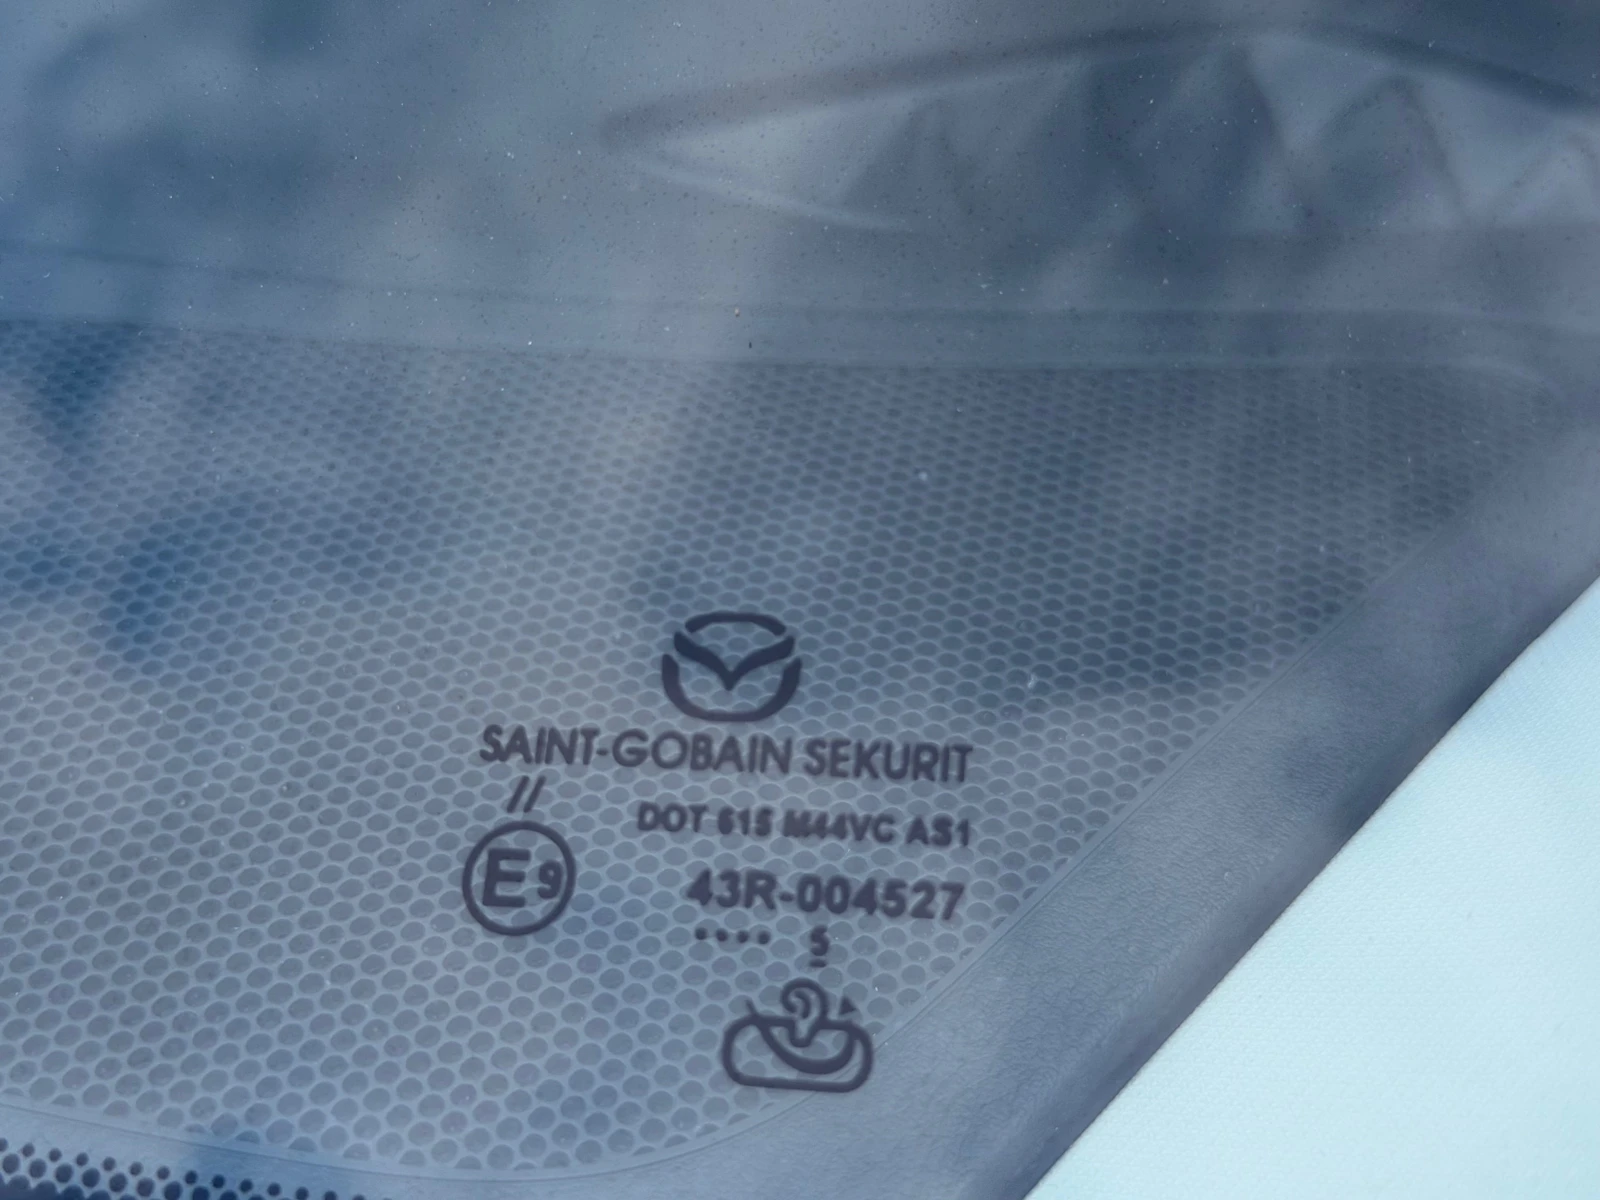 SAINT-GOBAIN SEKURIT
//
DOT 615 M44VC AS1
E9
43R-004527
.... 5